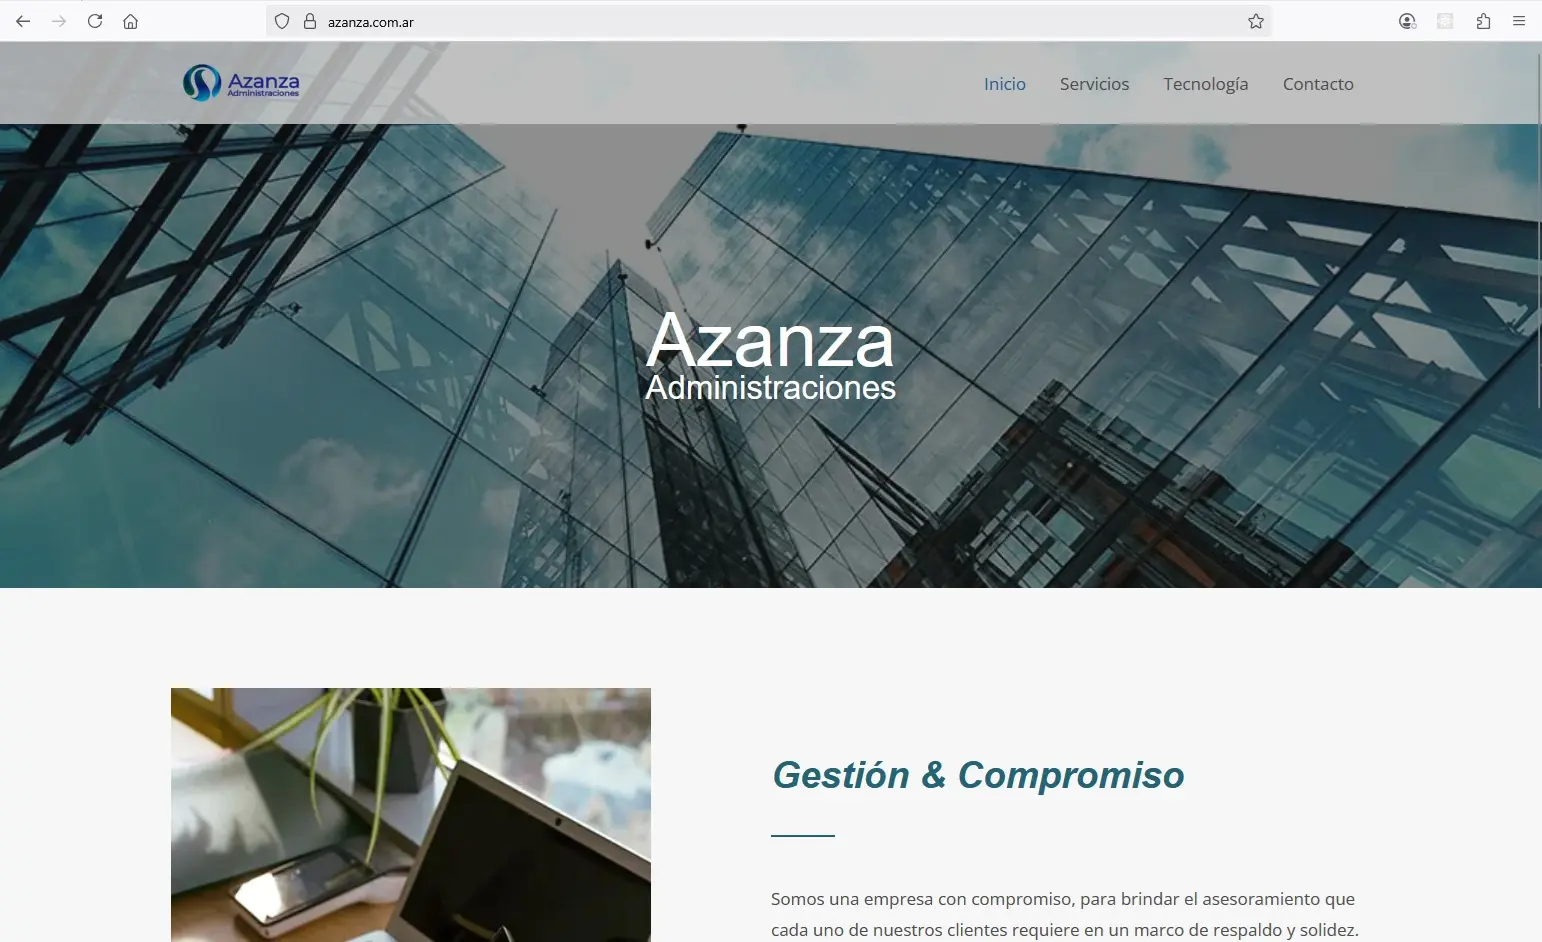 azanza.com.ar
Azanza
Administraciones
Inicio Servicios Tecnología Contacto
Azanza
Administraciones
Gestión & Compromiso
Somos una empresa con compromiso, para brindar el asesoramiento que
cada uno de nuestros clientes requiere en un marco de respaldo y solidez.